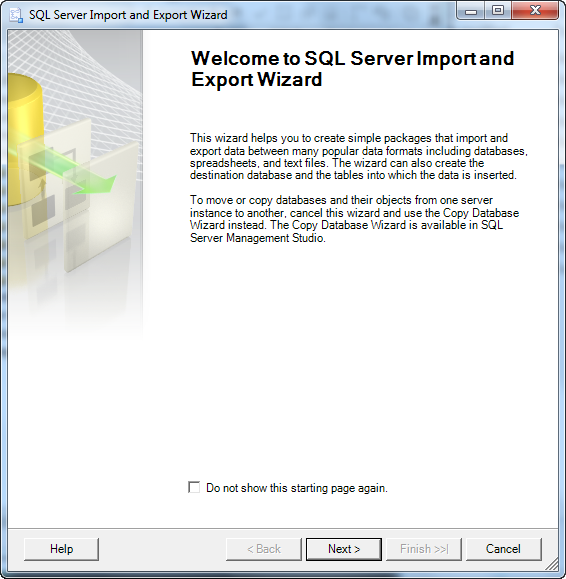 SQL Server Import and Export Wizard
Welcome to SQL Server Import and
Export Wizard
This wizard helps you to create simple packages that import and
export data between many popular data formats including databases,
spreadsheets, and text files. The wizard can also create the
destination database and the tables into which the data is inserted.
To move or copy databases and their objects from one server
instance to another, cancel this wizard and use the Copy Database
Wizard instead. The Copy Database Wizard is available in SQL
Server Management Studio.
Do not show this starting page again.
Help
< Back
Next >
Finish >>|
Cancel